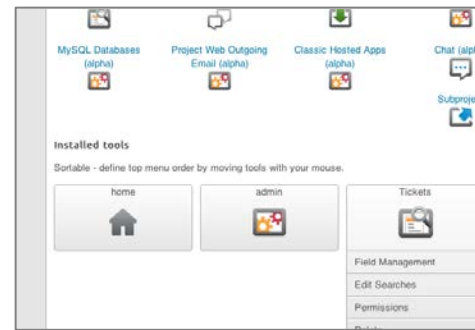 MySQL Databases
(alpha)
Project Web Outgoing
Email (alpha)
Classic Hosted Apps
(alpha)
Installed tools
Sortable - define top menu order by moving tools with your mouse.
home
admin
Tickets
Field Management
Edit Searches
Permissions